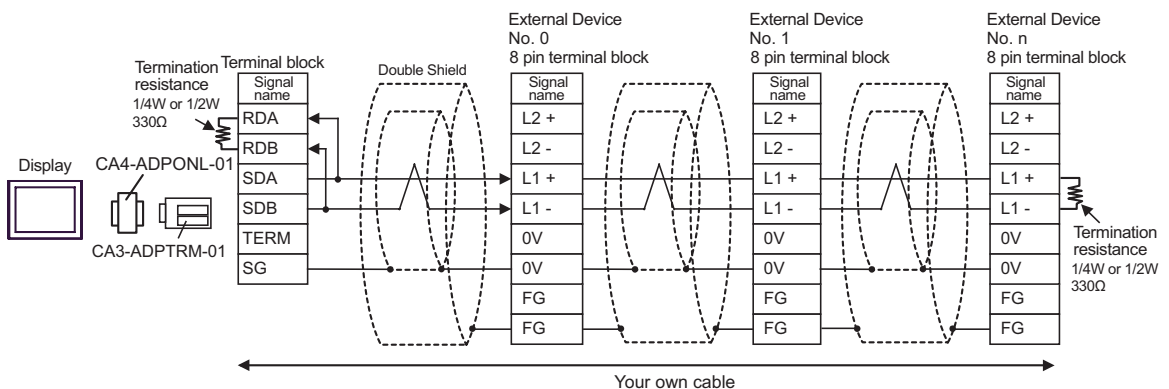 External Device
No. 0
8 pin terminal block
External Device
No. 1
8 pin terminal block
External Device
No. n
8 pin terminal block
Termination
resistance
1/4W or 1/2W
330Ω
Terminal block
Double Shield
Display
CA4-ADPONL-01
CA3-ADPTRM-01
Signal
name
RDA
RDB
SDA
SDB
TERM
SG
Signal
name
L2 +
L2 -
L1 +
L1 -
0V
0V
FG
FG
Signal
name
L2 +
L2 -
L1 +
L1 -
0V
0V
FG
FG
Signal
name
L2 +
L2 -
L1 +
L1 -
0V
0V
FG
FG
Termination
resistance
1/4W or 1/2W
330Ω
Your own cable